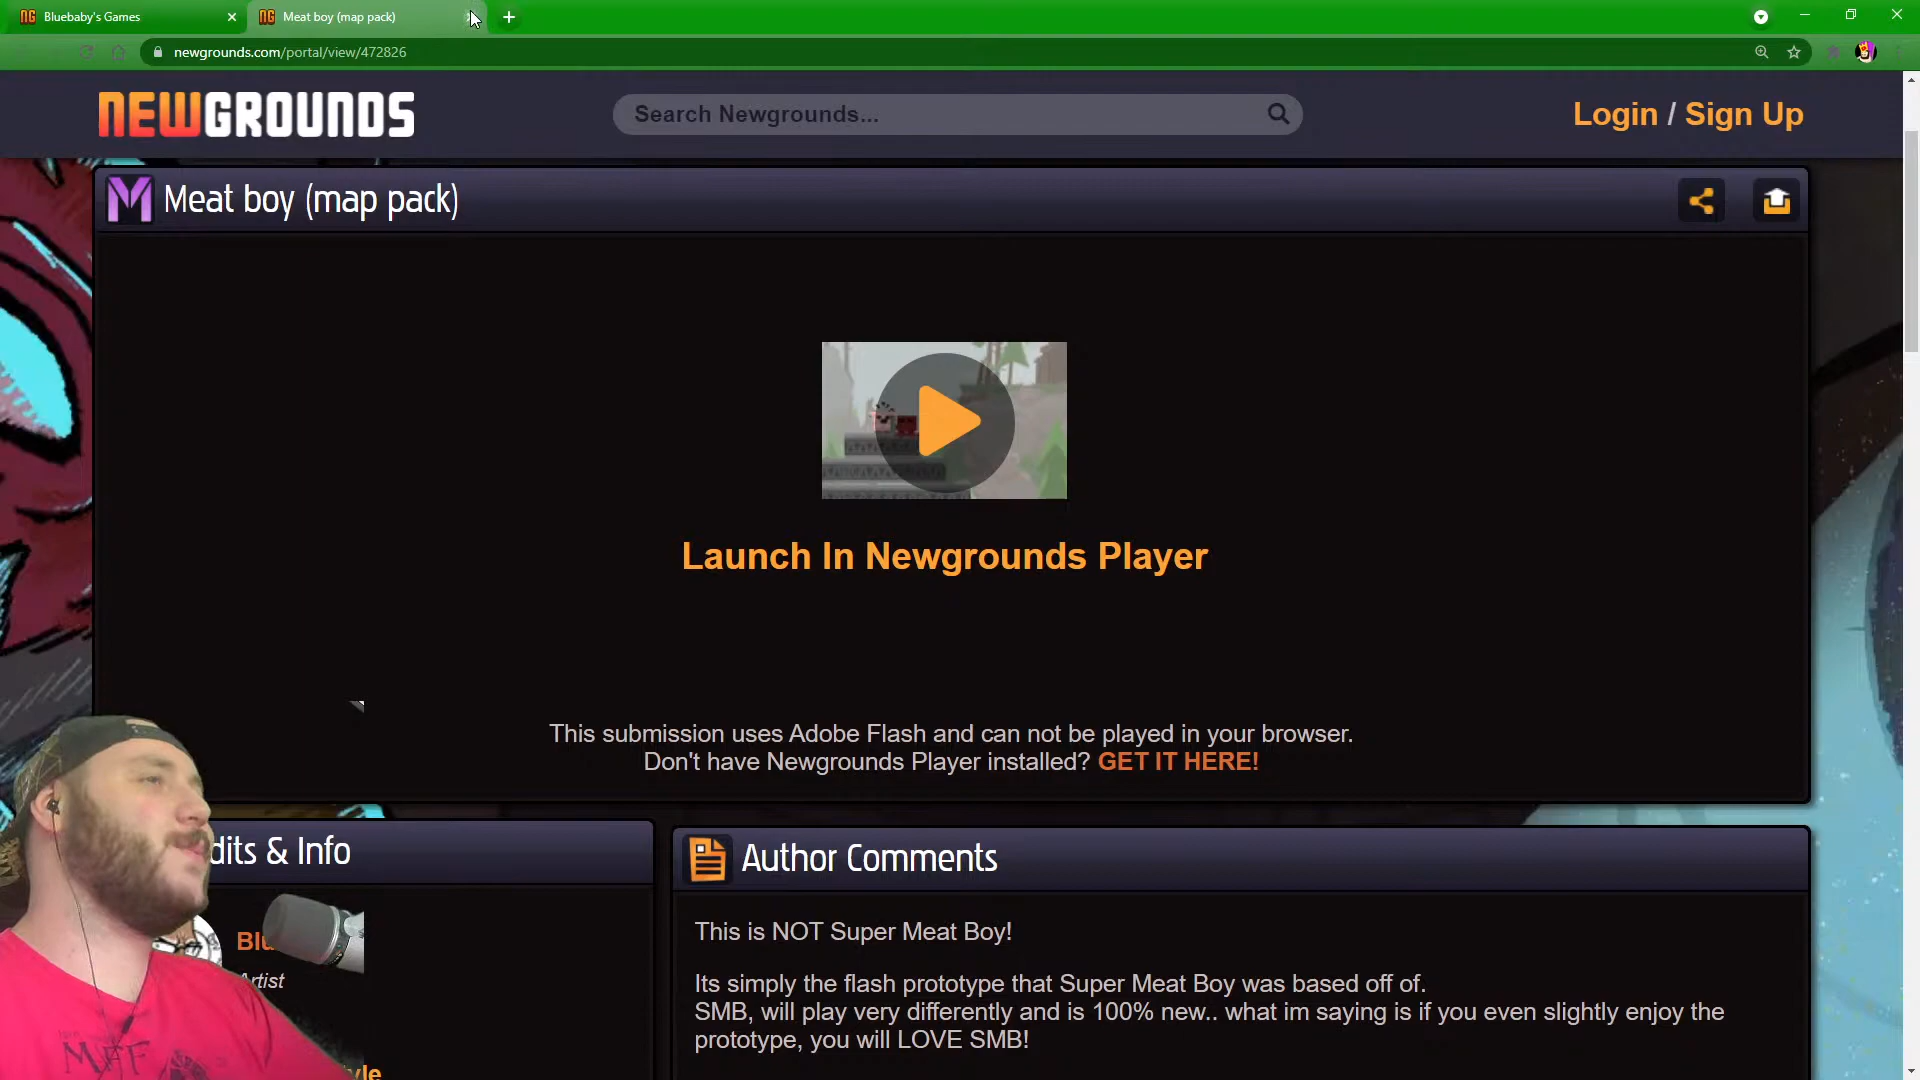 Bluebaby's Games
Meat boy (map pack)
newgrounds.com/portal/view/472826
NEWGROUNDS
Search Newgrounds...
Login / Sign Up
Meat boy (map pack)
Launch In Newgrounds Player
This submission uses Adobe Flash and can not be played in your browser.
Don't have Newgrounds Player installed? GET IT HERE!
dits & Info
Author Comments
Blu
Artist
This is NOT Super Meat Boy!
Its simply the flash prototype that Super Meat Boy was based off of.
SMB, will play very differently and is 100% new.. what im saying is if you even slightly enjoy the
prototype, you will LOVE SMB!
yle